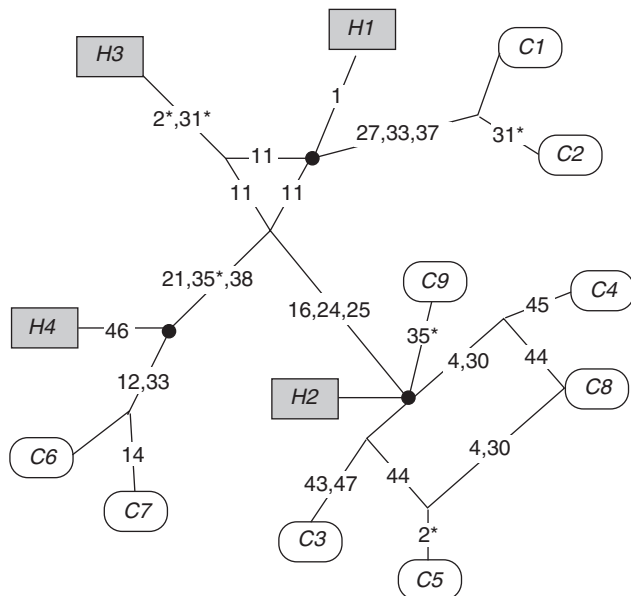 H1
H3
C1
1
2*,31*
27,33,37
31*
C2
11
11
11
21,35*,38
C9
C4
16,24,25
45
H4
46
35*
4,30
44
12,33
H2
C8
C6
14
43,47
44
4,30
C7
C3
2*
C5